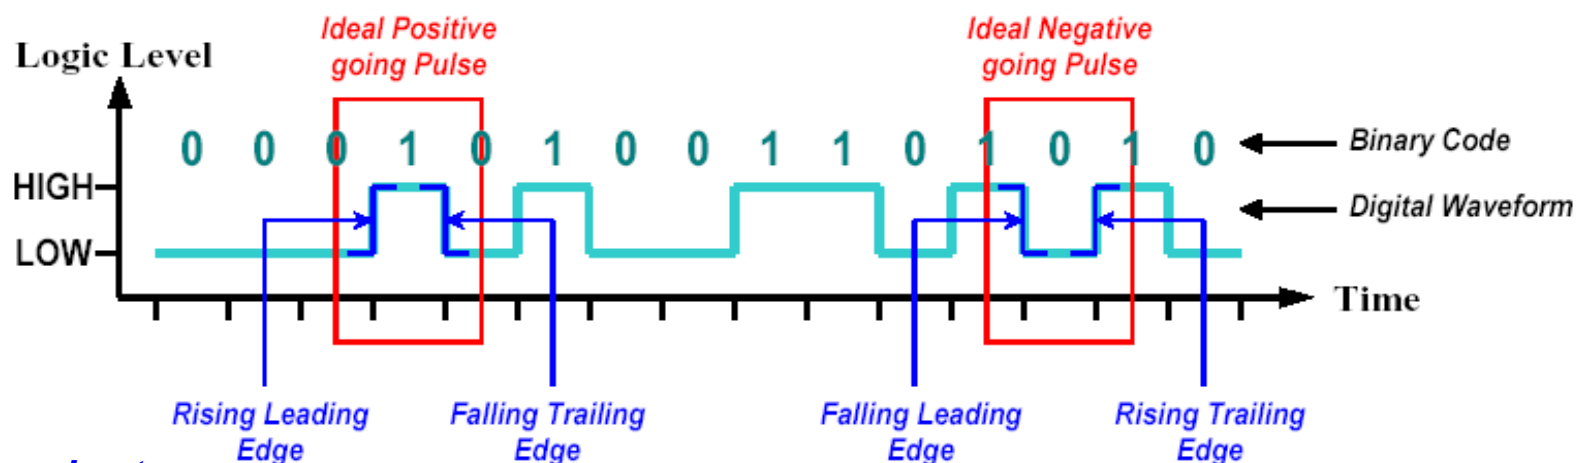 Ideal Positive
going Pulse
Ideal Negative
going Pulse
Logic Level
0 0 0 1 0 1 0 0 1 1 0 1 0 1 0
Binary Code
HIGH
Digital Waveform
LOW
Time
Rising Leading
Edge
Falling Trailing
Edge
Falling Leading
Edge
Rising Trailing
Edge